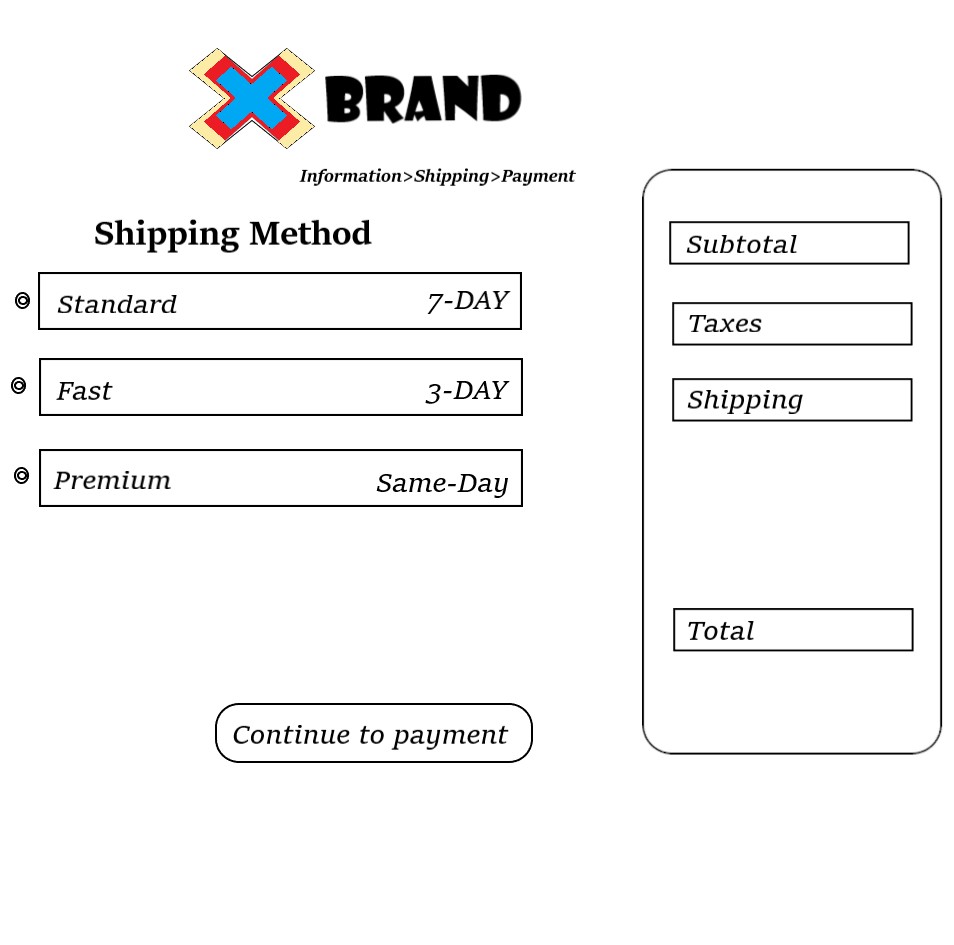 BRAND
Information>Shipping>Payment
Shipping Method
Standard 7-DAY
Fast 3-DAY
Premium Same-Day
Continue to payment
Subtotal
Taxes
Shipping
Total